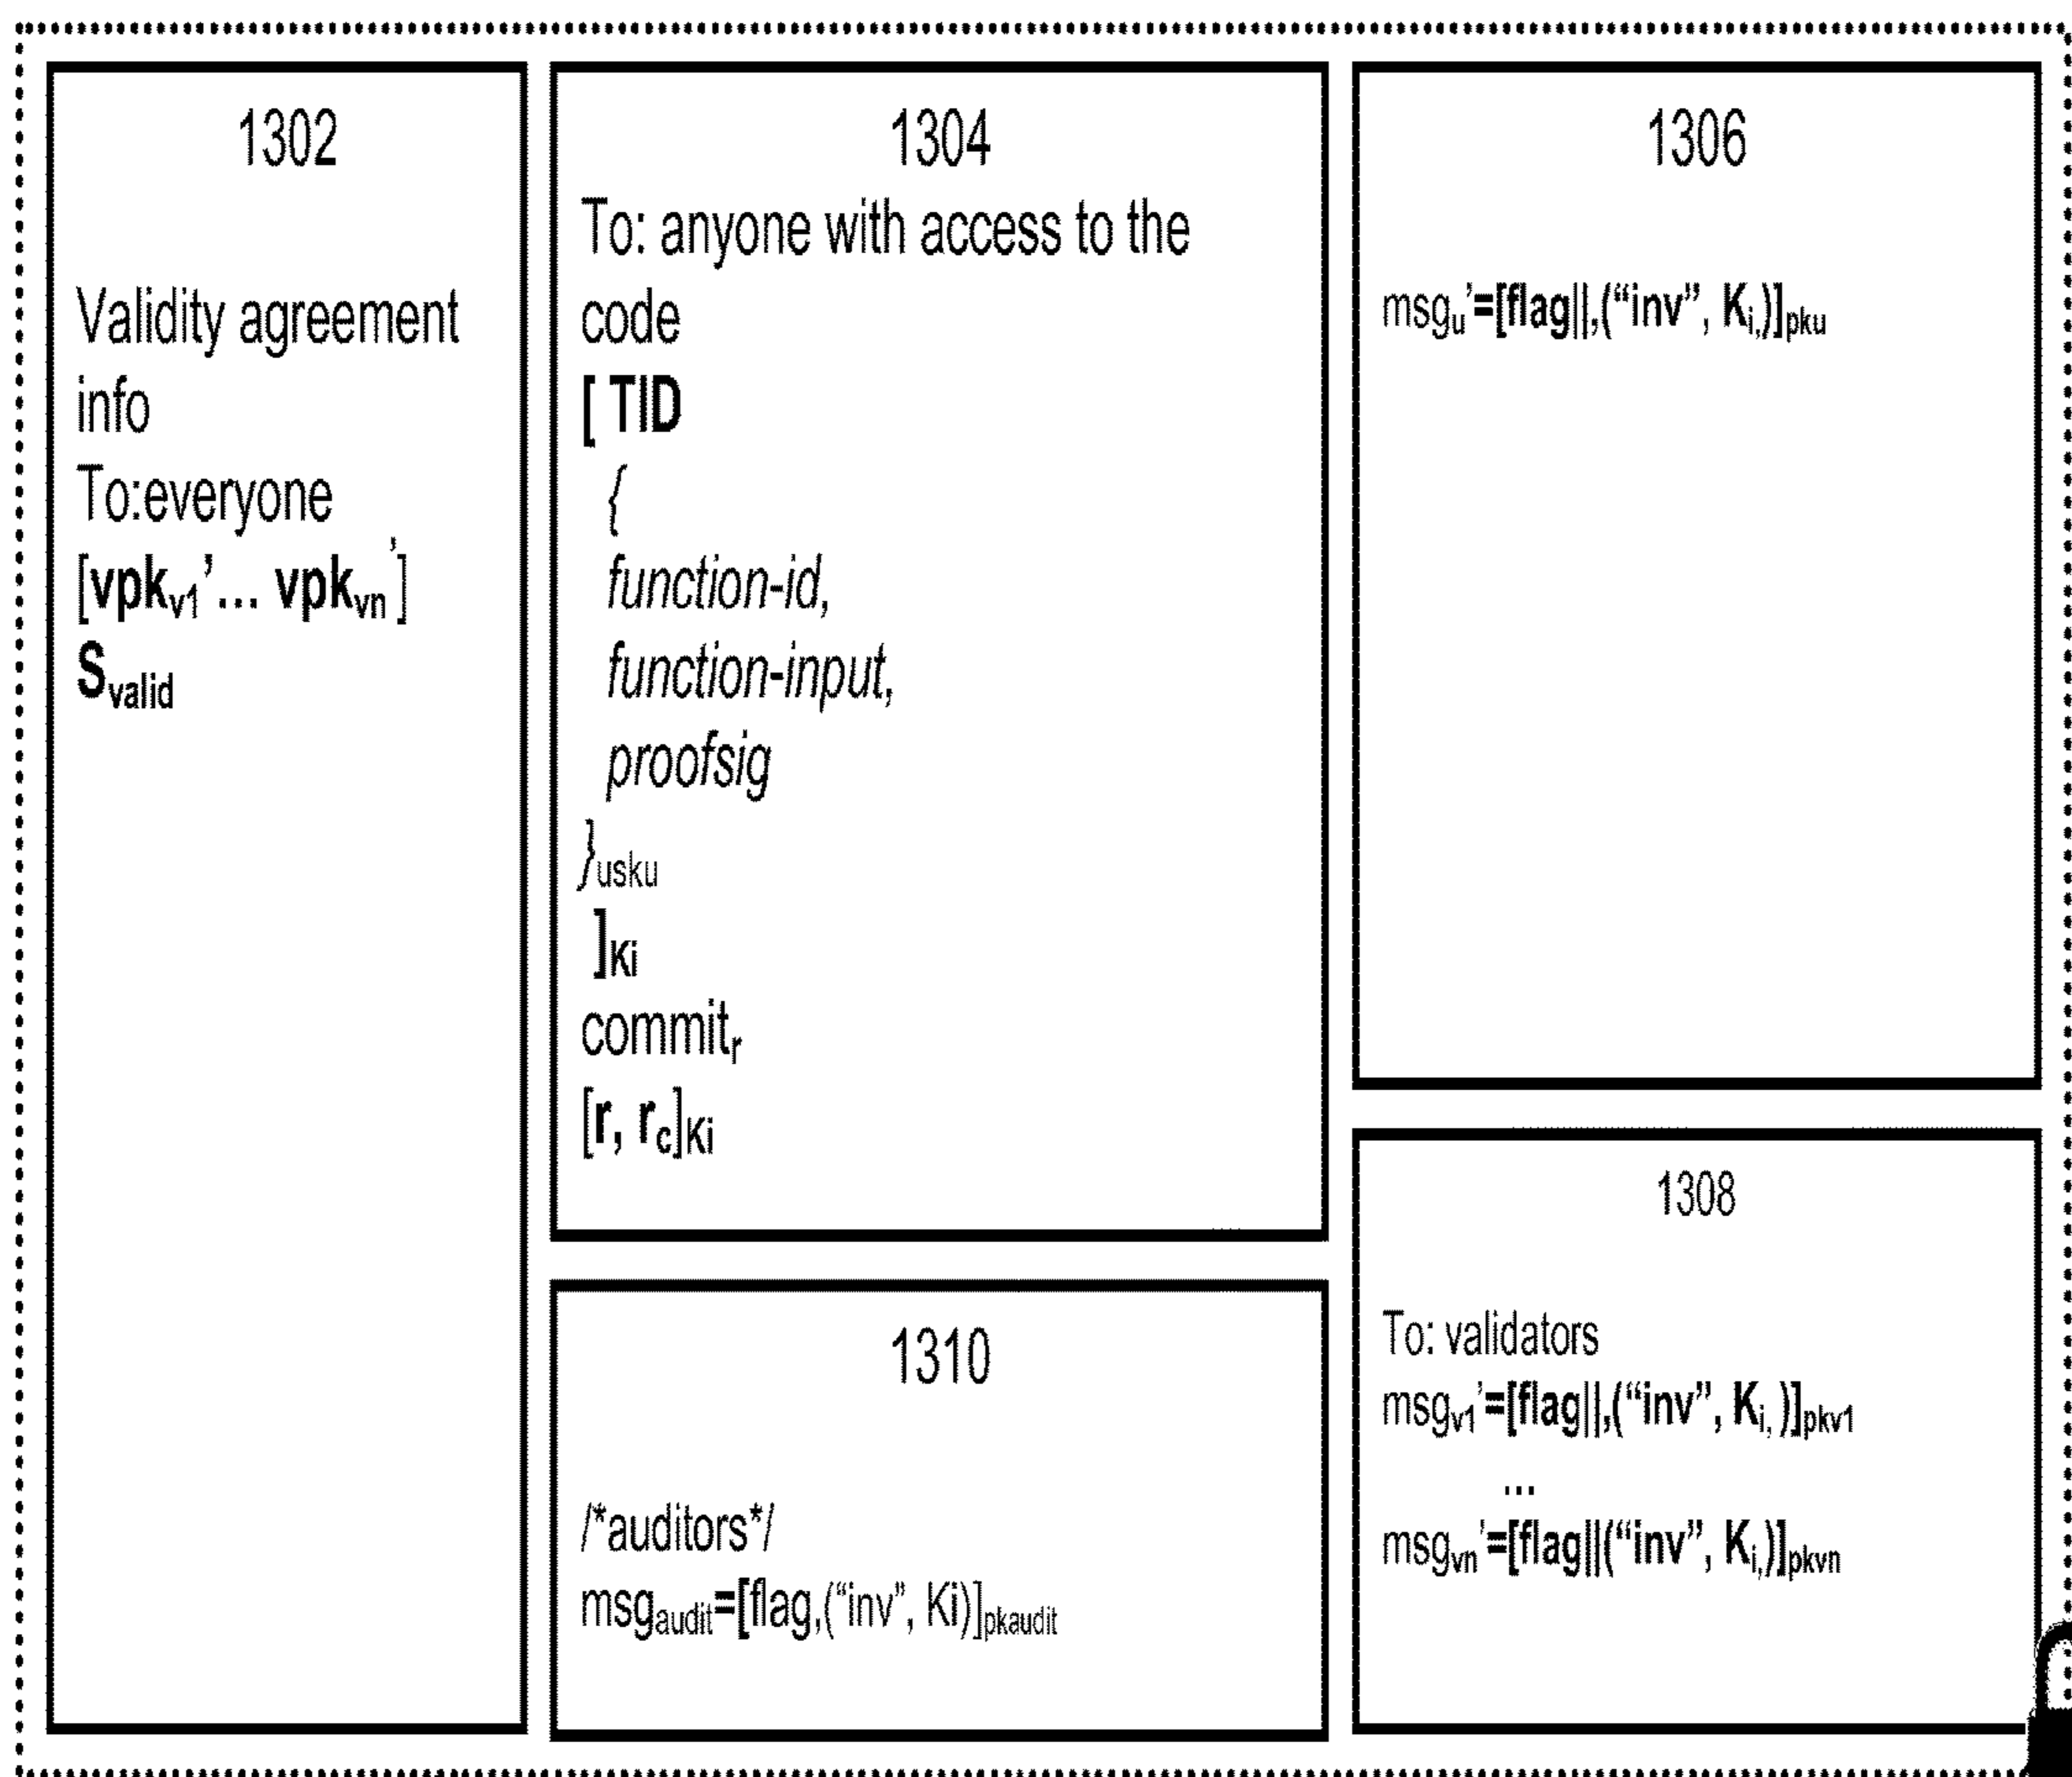 1302
Validity agreement
info
To:everyone
[vpkv1'... vpkvn']
Svalid
1304
To: anyone with access to the
code
[ TID
{
function-id,
function-input,
proofsig
}usku
]Ki
commitr
[r, rc]Ki
1306
msgu'=[flag||,("inv", Ki,)]pku
1308
To: validators
msgv1'=[flag||,("inv", Ki, )]pkv1
...
msgvn'=[flag||("inv", Ki,)]pkvn
1310
/*auditors*/
msgaudit=[flag,("inv", Ki)]pkaudit